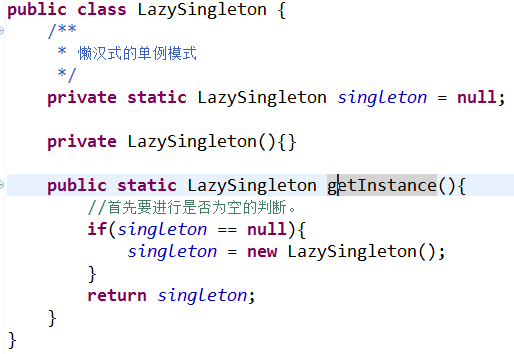 public class LazySingleton {
/**
* 懒汉式的单例模式
*/
private static LazySingleton singleton = null;
private LazySingleton(){}
public static LazySingleton getInstance(){
//首先要进行是否为空的判断。
if(singleton == null){
singleton = new LazySingleton();
}
return singleton;
}
}